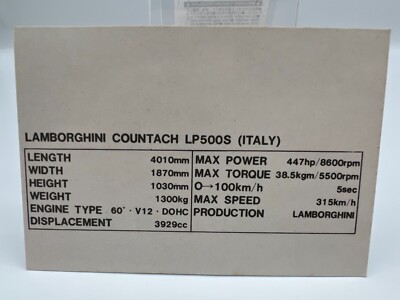 LAMBORGHINI COUNTACH LP500S (ITALY)
LENGTH 4010mm MAX POWER 447hp/8600rpm
WIDTH 1870mm MAX TORQUE 38.5kgm/5500rpm
HEIGHT 1030mm O→100km/h 5sec
WEIGHT 1300kg MAX SPEED 315km/h
ENGINE TYPE 60°·V12·DOHC PRODUCTION LAMBORGHINI
DISPLACEMENT 3929cc